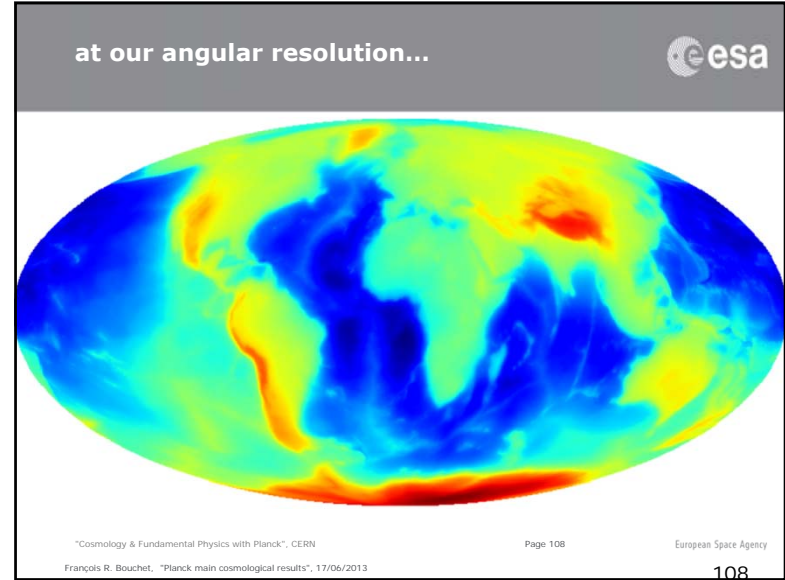 at our angular resolution…
esa
"Cosmology & Fundamental Physics with Planck", CERN
Page 108
European Space Agency
François R. Bouchet, "Planck main cosmological results", 17/06/2013
108